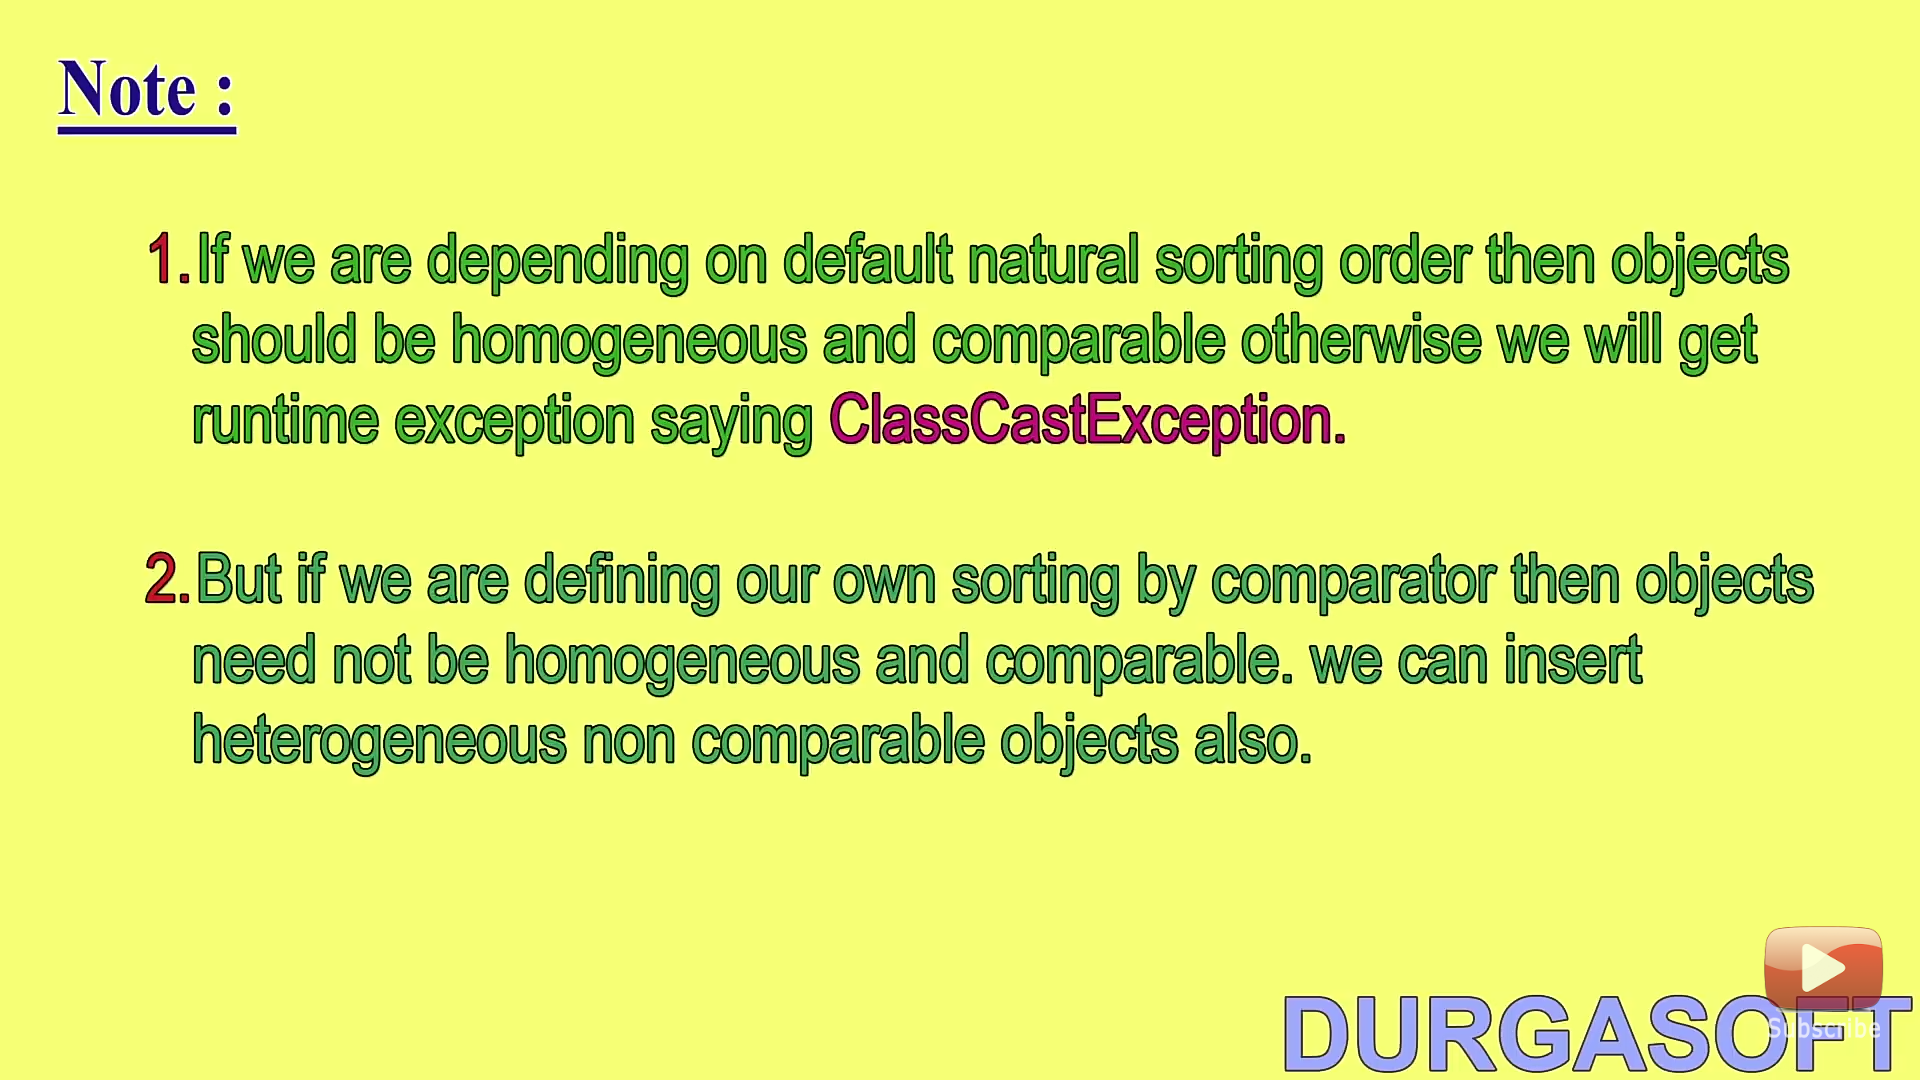 Note :
1. If we are depending on default natural sorting order then objects
should be homogeneous and comparable otherwise we will get
runtime exception saying ClassCastException.
2. But if we are defining our own sorting by comparator then objects
need not be homogeneous and comparable. we can insert
heterogeneous non comparable objects also.
Subscribe
DURGASOFT